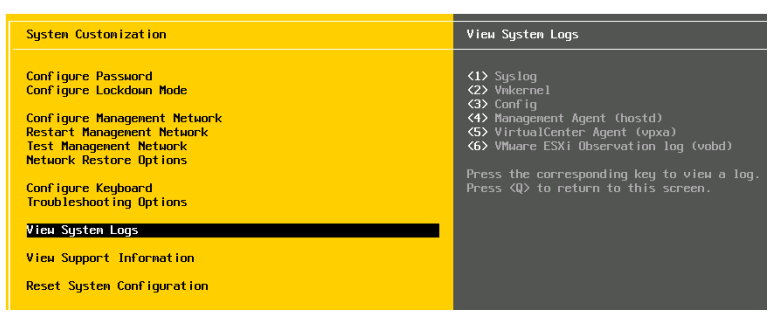 System Customization
Configure Password
Configure Lockdown Mode
Configure Management Network
Restart Management Network
Test Management Network
Network Restore Options
Configure Keyboard
Troubleshooting Options
View System Logs
View Support Information
Reset System Configuration
View System Logs
<1> Syslog
<2> Vmkernel
<3> Config
<4> Management Agent (hostd)
<5> VirtualCenter Agent (vpxa)
<6> VMware ESXi Observation log (vobd)
Press the corresponding key to view a log.
Press <Q> to return to this screen.